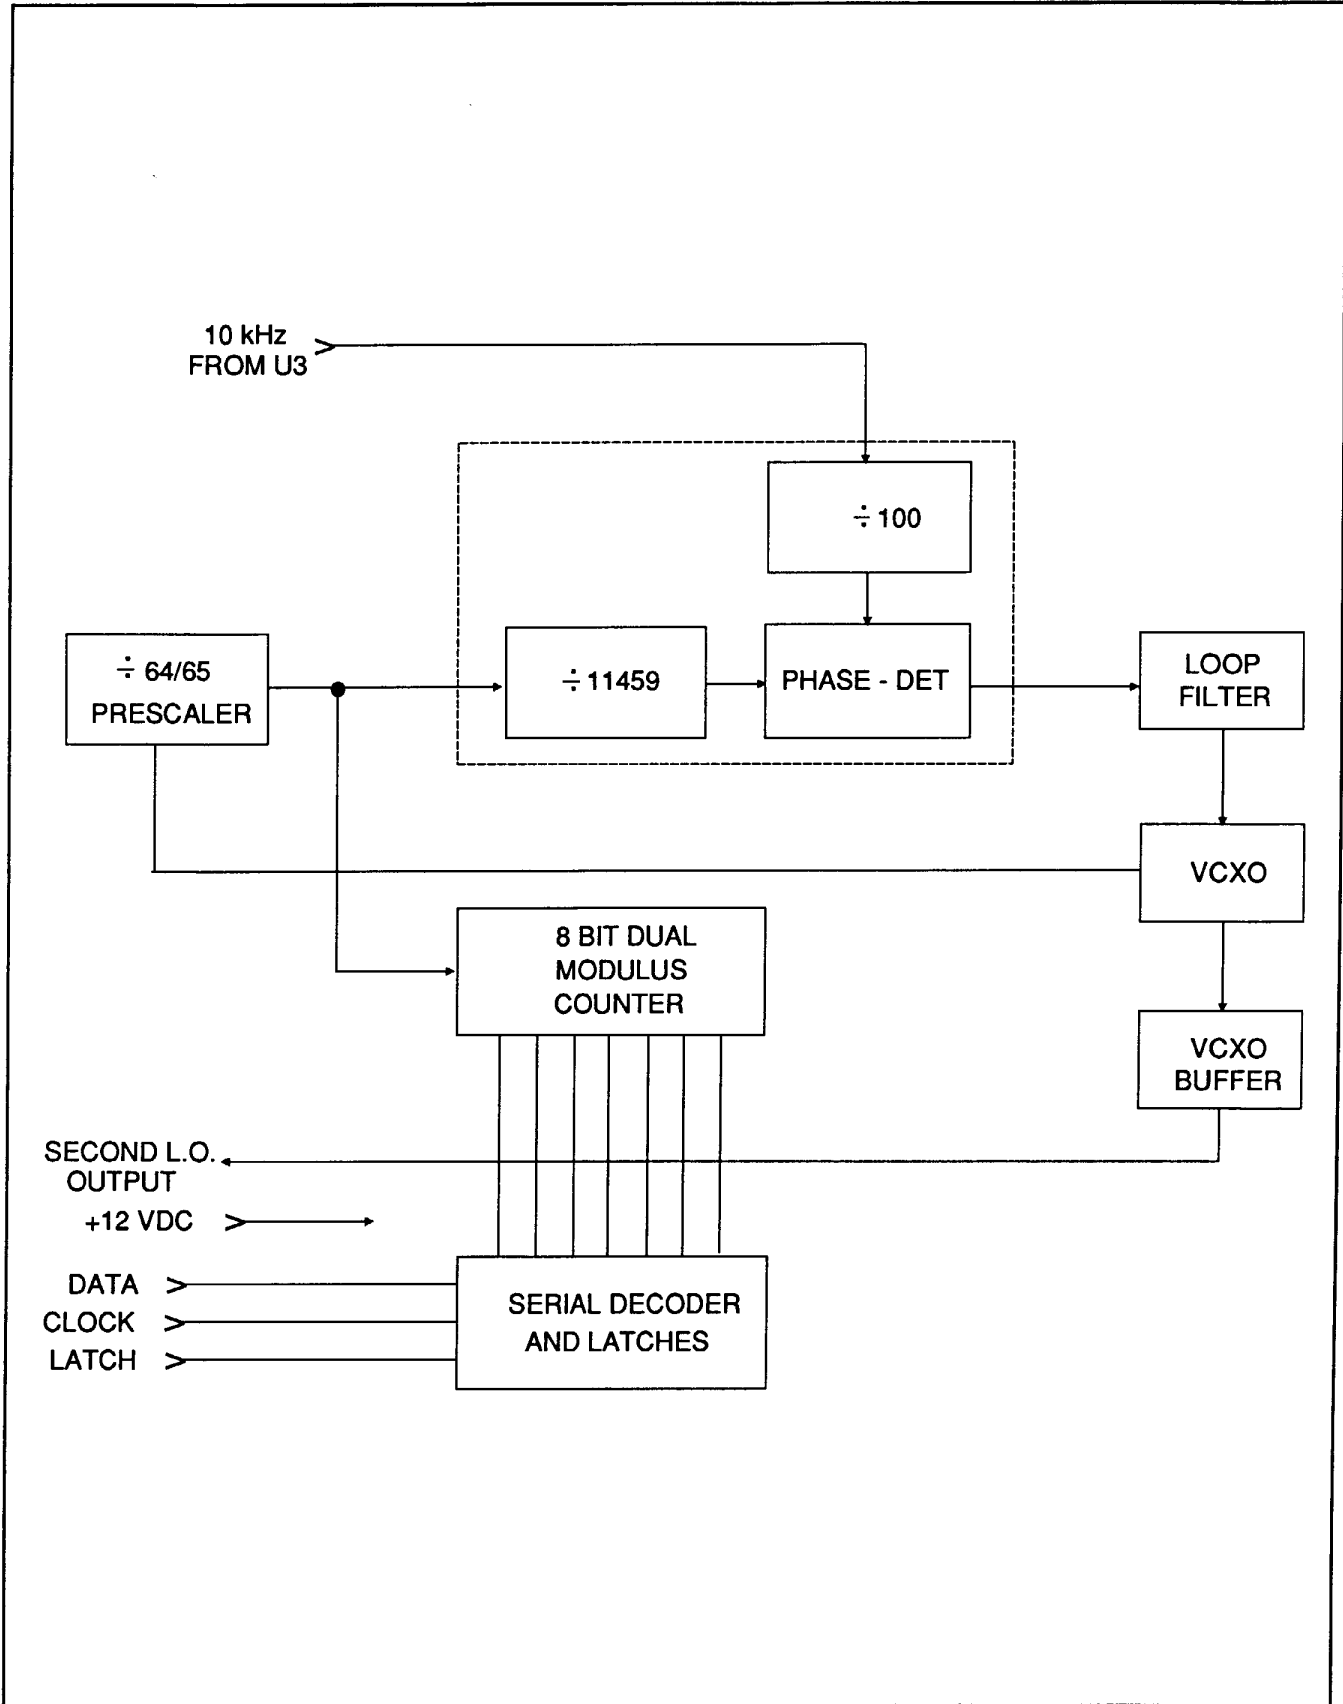 10 kHz
FROM U3
÷ 100
÷ 64/65
PRESCALER
÷ 11459
PHASE - DET
LOOP
FILTER
VCXO
8 BIT DUAL
MODULUS
COUNTER
VCXO
BUFFER
SECOND L.O.
OUTPUT
+12 VDC
DATA
CLOCK
LATCH
SERIAL DECODER
AND LATCHES